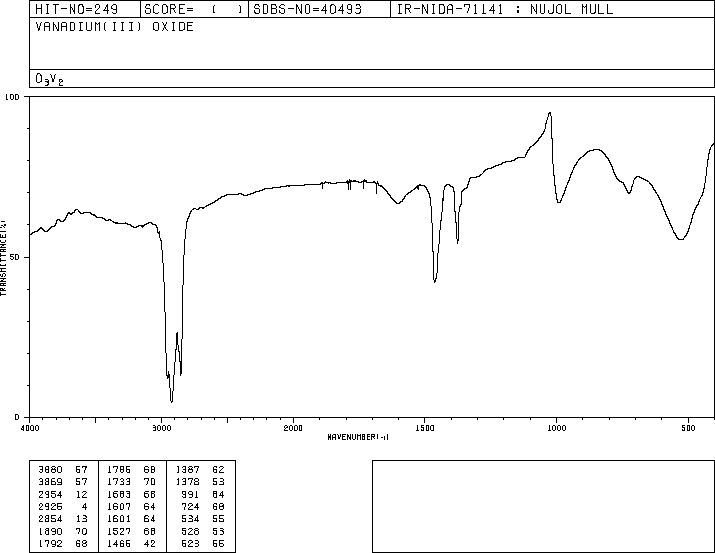 HIT-NO=249 SCORE= ( ) SDBS-NO=40493 IR-NIDA-71141 : NUJOL MULL
VANADIUM(III) OXIDE
O3V2
100
50
0
TRANSMITTANCE(%)
4000 3000 2000 1500 1000 500
WAVENUMBER(-1)
3880 57 1786 68 1387 62
3869 57 1733 70 1378 53
2954 12 1683 66 991 64
2925 4 1607 64 724 68
2854 13 1601 64 534 55
1890 70 1527 68 528 53
1792 68 1466 42 523 55